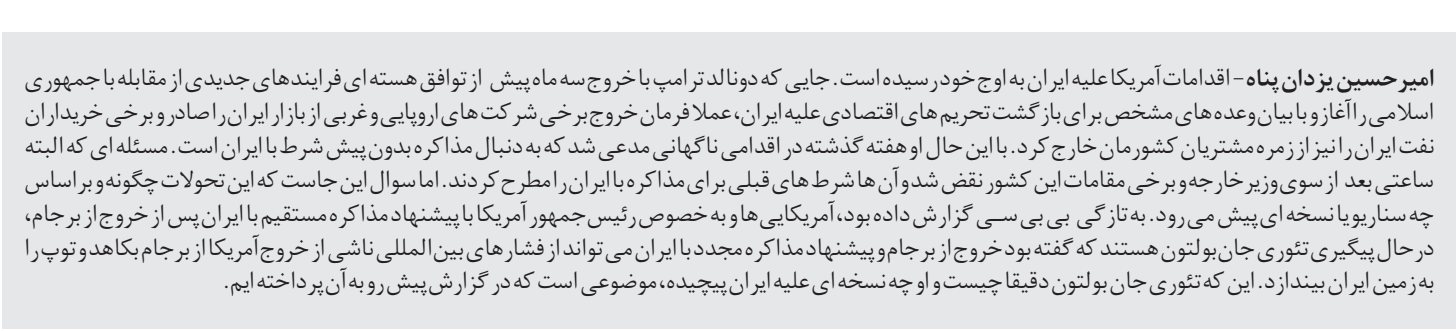 امیرحسین یزدان پناه - اقدامات آمریکا علیه ایران به اوج خود رسیده است. جایی که دونالد ترامپ با خروج سه ماه پیش از توافق هسته ای فرایندهای جدیدی از مقابله با جمهوری
اسلامی را آغاز و با بیان وعده های مشخص برای بازگشت تحریم های اقتصادی علیه ایران، عملا فرمان خروج برخی شرکت های اروپایی و غربی از بازار ایران را صادر و برخی خریداران
نفت ایران را نیز از زمره مشتریان کشورمان خارج کرد. با این حال او هفته گذشته در اقدامی ناگهانی مدعی شد که به دنبال مذاکره بدون پیش شرط با ایران است. مسئله ای که البته
ساعتی بعد از سوی وزیر خارجه و برخی مقامات این کشور نقض شد و آن ها شرط های قبلی برای مذاکره با ایران را مطرح کردند. اما سوال این جاست که این تحولات چگونه و بر اساس
چه سناریو یا نسخه ای پیش می رود. به تازگی بی بی سی گزارش داده بود، آمریکایی ها و به خصوص رئیس جمهور آمریکا با پیشنهاد مذاکره مستقیم با ایران پس از خروج از برجام،
درحال پیگیری تئوری جان بولتون هستند که گفته بود خروج از برجام و پیشنهاد مذاکره مجدد با ایران می تواند از فشارهای بین المللی ناشی از خروج آمریکا از برجام بکاهد و توپ را
به زمین ایران بیندازد. این که تئوری جان بولتون دقیقا چیست و او چه نسخه ای علیه ایران پیچیده، موضوعی است که در گزارش پیش رو به آن پرداخته ایم.